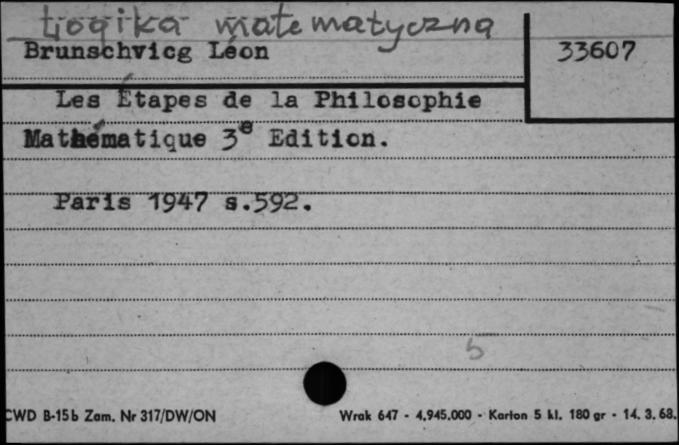 Logika matematyczna
Brunschvicg Léon
33607
Les Étapes de la Philosophie
Mathématique 3e Edition.
Paris 1947 s.592.
5
CWD B-15b Zam. Nr 317/DW/ON
Wrak 647 - 4,945.000 - Karton 5 kl. 180 gr - 14. 3. 68.